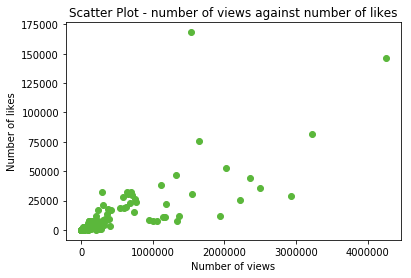 Scatter Plot - number of views against number of likes
175000
150000
125000
100000
75000
50000
25000
0
Number of likes
0 1000000 2000000 3000000 4000000
Number of views